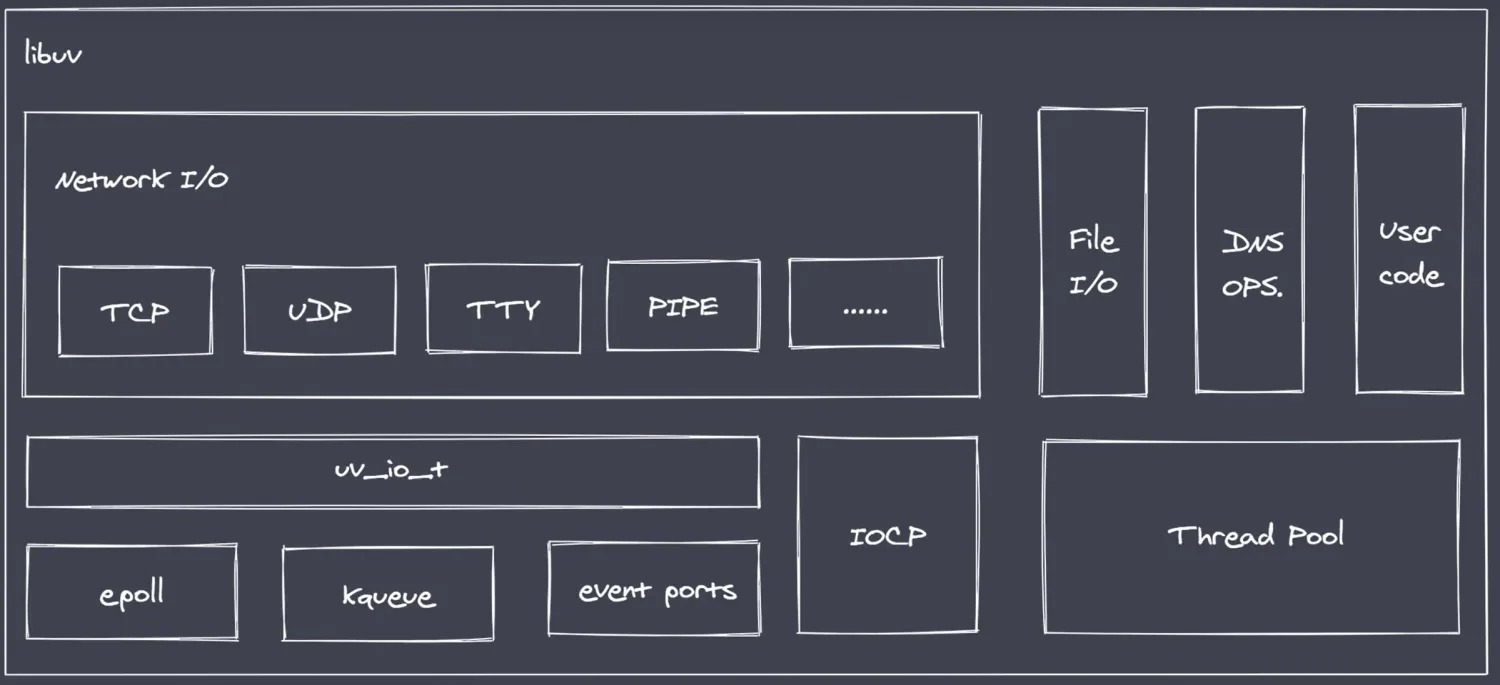 libuv
Network I/O
TCP
UDP
TTY
PIPE
......
File
I/O
DNS
OPS.
User
code
uv_io_t
epoll
kqueue
event ports
IOCP
Thread Pool